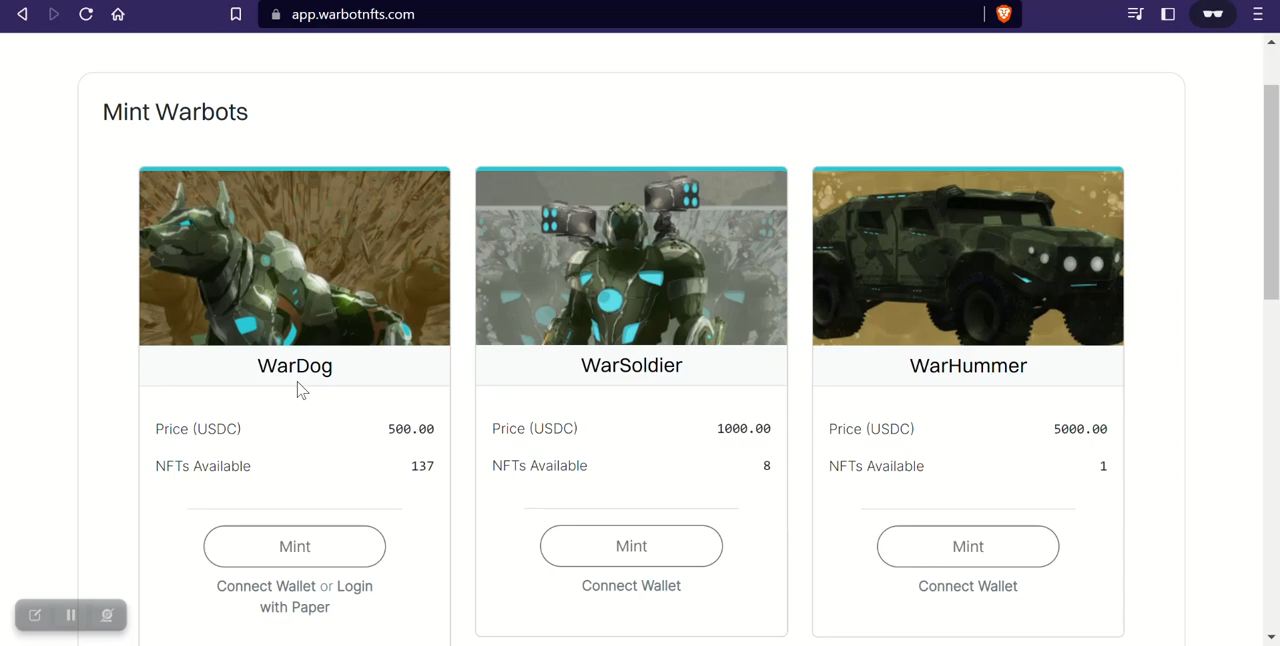 app.warbotnfts.com
Mint Warbots
WarDog
Price (USDC) 500.00
NFTs Available 137
Mint
Connect Wallet or Login
with Paper
WarSoldier
Price (USDC) 1000.00
NFTs Available 8
Mint
Connect Wallet
WarHummer
Price (USDC) 5000.00
NFTs Available 1
Mint
Connect Wallet